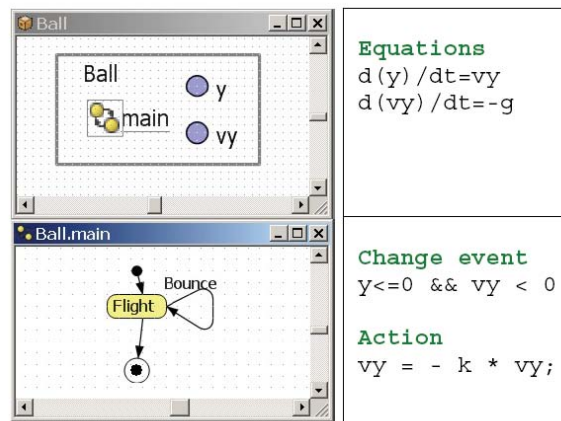 Ball
Ball
main
y
vy
Equations
d(y)/dt=vy
d(vy)/dt=-g
Ball.main
Bounce
Flight
Change event
y<=0 && vy < 0
Action
vy = - k * vy;